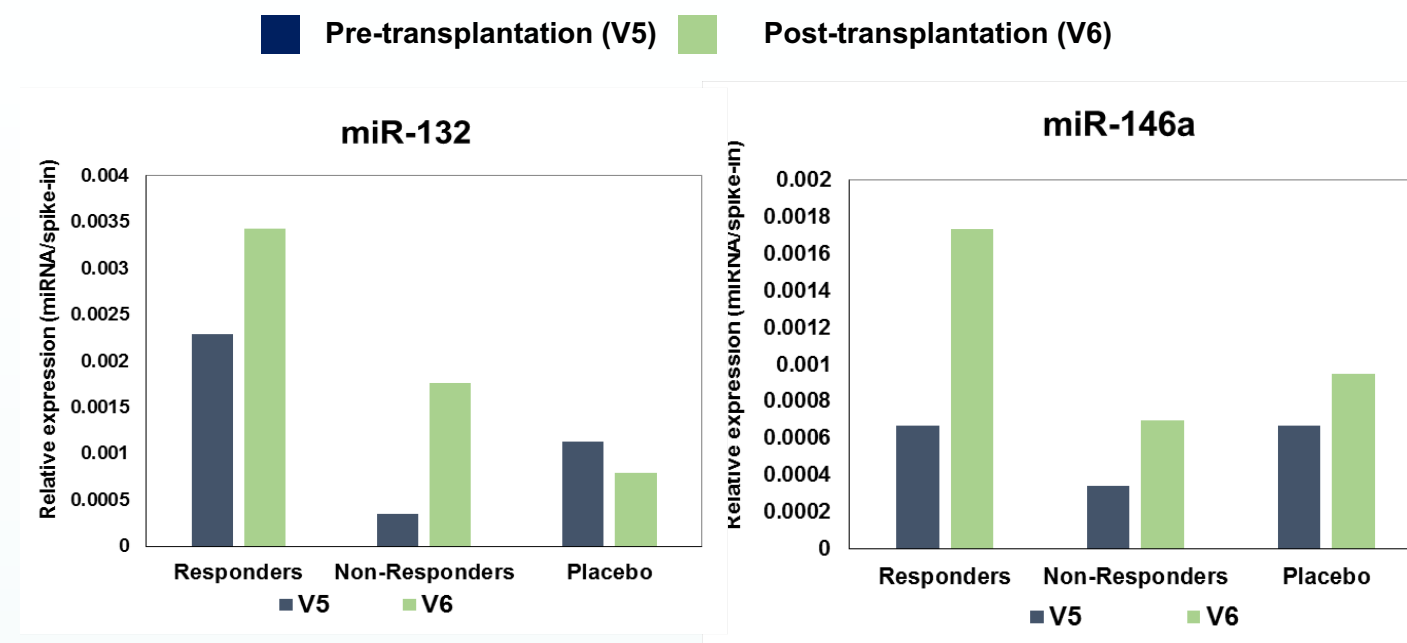 Pre-transplantation (V5) Post-transplantation (V6)
miR-132
Relative expression (miRNA/spike-in)
0.004
0.0035
0.003
0.0025
0.002
0.0015
0.001
0.0005
0
Responders Non-Responders Placebo
V5 V6
miR-146a
Relative expression (miRNA/spike-in)
0.002
0.0018
0.0016
0.0014
0.0012
0.001
0.0008
0.0006
0.0004
0.0002
0
Responders Non-Responders Placebo
V5 V6